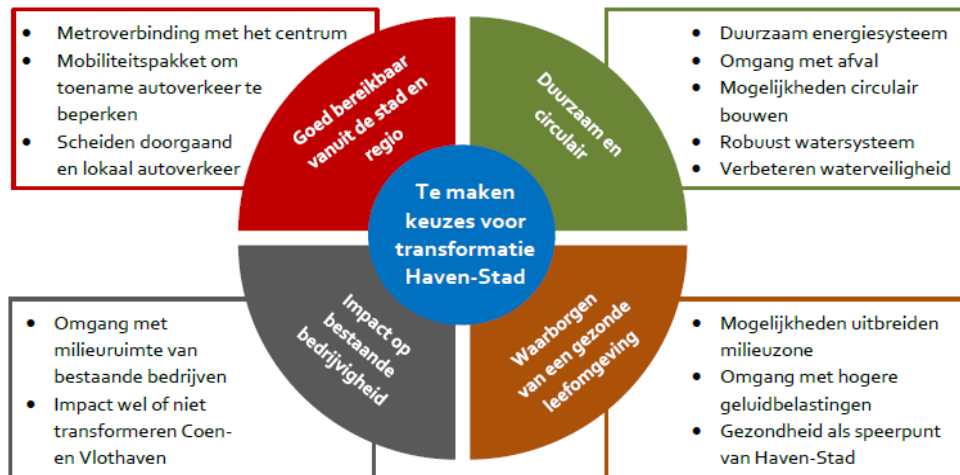 • Metroverbinding met het centrum
• Mobiliteitspakket om
toename autoverkeer te
beperken
• Scheiden doorgaand
en lokaal autoverkeer
Goed bereikbaar
vanuit de stad en
regio
Duurzaam en
circulair
• Duurzaam energiesysteem
• Omgang met afval
• Mogelijkheden circulair
bouwen
• Robuust watersysteem
• Verbeteren waterveiligheid
Te maken
keuzes voor
transformatie
Haven-Stad
• Omgang met
milieuruimte van
bestaande bedrijven
• Impact wel of niet
transformeren Coen-
en Vlothaven
Impact op
bestaande
bedrijvigheid
Waarborgen
van een gezonde
leefomgeving
• Mogelijkheden uitbreiden
milieuzone
• Omgang met hogere
geluidbelastingen
• Gezondheid als speerpunt
van Haven-Stad